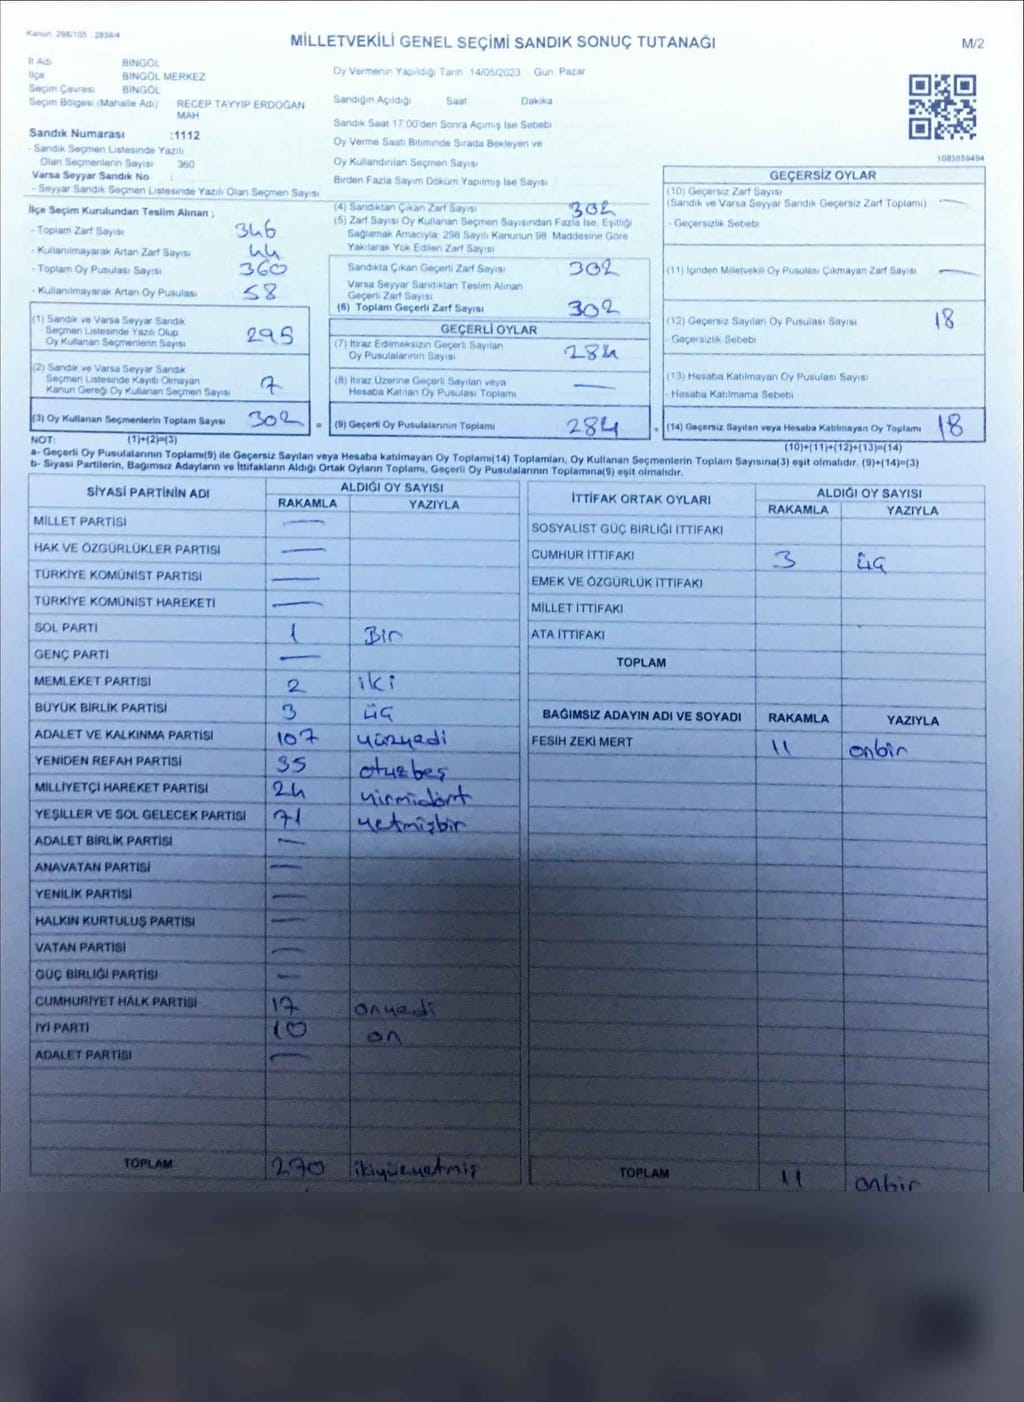 Kanun: 298/105 , 2839/4
MİLLETVEKİLİ GENEL SEÇİMİ SANDIK SONUÇ TUTANAĞI
M/2
İl Adı BİNGÖL
İlçe BİNGÖL MERKEZ
Seçim Çevresi BİNGÖL
Seçim Bölgesi (Mahalle Adı) RECEP TAYYİP ERDOĞAN MAH
Sandık Numarası :1112
- Sandık Seçmen Listesinde Yazılı
Olan Seçmenlerin Sayısı 360
Varsa Seyyar Sandık No :
- Seyyar Sandık Seçmen Listesinde Yazılı Olan Seçmen Sayısı
Oy Vermenin Yapıldığı Tarih 14/05/2023 Gün: Pazar
Sandığın Açıldığı Saat Dakika
Sandık Saat 17:00'den Sonra Açılmış İse Sebebi
Oy Verme Saati Bitiminde Sırada Bekleyen ve
Oy Kullandırılan Seçmen Sayısı
Birden Fazla Sayım Döküm Yapılmış İse Sayısı
1083659494
İlçe Seçim Kurulundan Teslim Alınan ;
- Toplam Zarf Sayısı 346
- Kullanılmayarak Artan Zarf Sayısı 44
- Toplam Oy Pusulası Sayısı 360
- Kullanılmayarak Artan Oy Pusulası 58
(1) Sandık ve Varsa Seyyar Sandık
Seçmen Listesinde Yazılı Olup
Oy Kullanan Seçmenlerin Sayısı 295
(2) Sandık ve Varsa Seyyar Sandık
Seçmen Listesinde Kayıtlı Olmayan
Kanun Gereği Oy Kullanan Seçmen Sayısı 7
(3) Oy Kullanan Seçmenlerin Toplam Sayısı 302
(4) Sandıktan Çıkan Zarf Sayısı 302
(5) Zarf Sayısı Oy Kullanan Seçmen Sayısından Fazla İse, Eşitliği
Sağlamak Amacıyla, 298 Sayılı Kanunun 98. Maddesine Göre
Yakılarak Yok Edilen Zarf Sayısı
Sandıkta Çıkan Geçerli Zarf Sayısı 302
Varsa Seyyar Sandıktan Teslim Alınan
Geçerli Zarf Sayısı
(6) Toplam Geçerli Zarf Sayısı 302
GEÇERLİ OYLAR
(7) İtiraz Edilmeksizin Geçerli Sayılan
Oy Pusulalarının Sayısı 284
(8) İtiraz Üzerine Geçerli Sayılan veya
Hesaba Katılan Oy Pusulası Toplamı —
= (9) Geçerli Oy Pusulalarının Toplamı 284
GEÇERSİZ OYLAR
(10) Geçersiz Zarf Sayısı
(Sandık ve Varsa Seyyar Sandık Geçersiz Zarf Toplamı) —
- Geçersizlik Sebebi
(11) İçinden Milletvekili Oy Pusulası Çıkmayan Zarf Sayısı —
(12) Geçersiz Sayılan Oy Pusulası Sayısı 18
- Geçersizlik Sebebi
(13) Hesaba Katılmayan Oy Pusulası Sayısı
- Hesaba Katılmama Sebebi
+ (14) Geçersiz Sayılan veya Hesaba Katılmayan Oy Toplamı 18
NOT: (1)+(2)=(3) (10)+(11)+(12)+(13)=(14)
a- Geçerli Oy Pusulalarının Toplamı(9) ile Geçersiz Sayılan veya Hesaba katılmayan Oy Toplamı(14) Toplamları, Oy Kullanan Seçmenlerin Toplam Sayısına(3) eşit olmalıdır. (9)+(14)=(3)
b- Siyasi Partilerin, Bağımsız Adayların ve İttifakların Aldığı Ortak Oyların Toplamı, Geçerli Oy Pusulalarının Toplamına(9) eşit olmalıdır.
SİYASİ PARTİNİN ADI ALDIĞI OY SAYISI
RAKAMLA YAZIYLA
MİLLET PARTİSİ —
HAK VE ÖZGÜRLÜKLER PARTİSİ —
TÜRKİYE KOMÜNİST PARTİSİ —
TÜRKİYE KOMÜNİST HAREKETİ —
SOL PARTİ 1 Bir
GENÇ PARTİ —
MEMLEKET PARTİSİ 2 iki
BÜYÜK BİRLİK PARTİSİ 3 üç
ADALET VE KALKINMA PARTİSİ 107 yüzyedi
YENİDEN REFAH PARTİSİ 35 otuzbeş
MİLLİYETÇİ HAREKET PARTİSİ 24 yirmidört
YEŞİLLER VE SOL GELECEK PARTİSİ 71 yetmişbir
ADALET BİRLİK PARTİSİ —
ANAVATAN PARTİSİ —
YENİLİK PARTİSİ —
HALKIN KURTULUŞ PARTİSİ —
VATAN PARTİSİ —
GÜÇ BİRLİĞİ PARTİSİ —
CUMHURİYET HALK PARTİSİ 17 onyedi
İYİ PARTİ 10 on
ADALET PARTİSİ —
TOPLAM 270 ikiyüzyetmiş
İTTİFAK ORTAK OYLARI ALDIĞI OY SAYISI
RAKAMLA YAZIYLA
SOSYALİST GÜÇ BİRLİĞİ İTTİFAKI
CUMHUR İTTİFAKI 3 üç
EMEK VE ÖZGÜRLÜK İTTİFAKI
MİLLET İTTİFAKI
ATA İTTİFAKI
TOPLAM
BAĞIMSIZ ADAYIN ADI VE SOYADI RAKAMLA YAZIYLA
FESİH ZEKİ MERT 11 onbir
TOPLAM 11 onbir